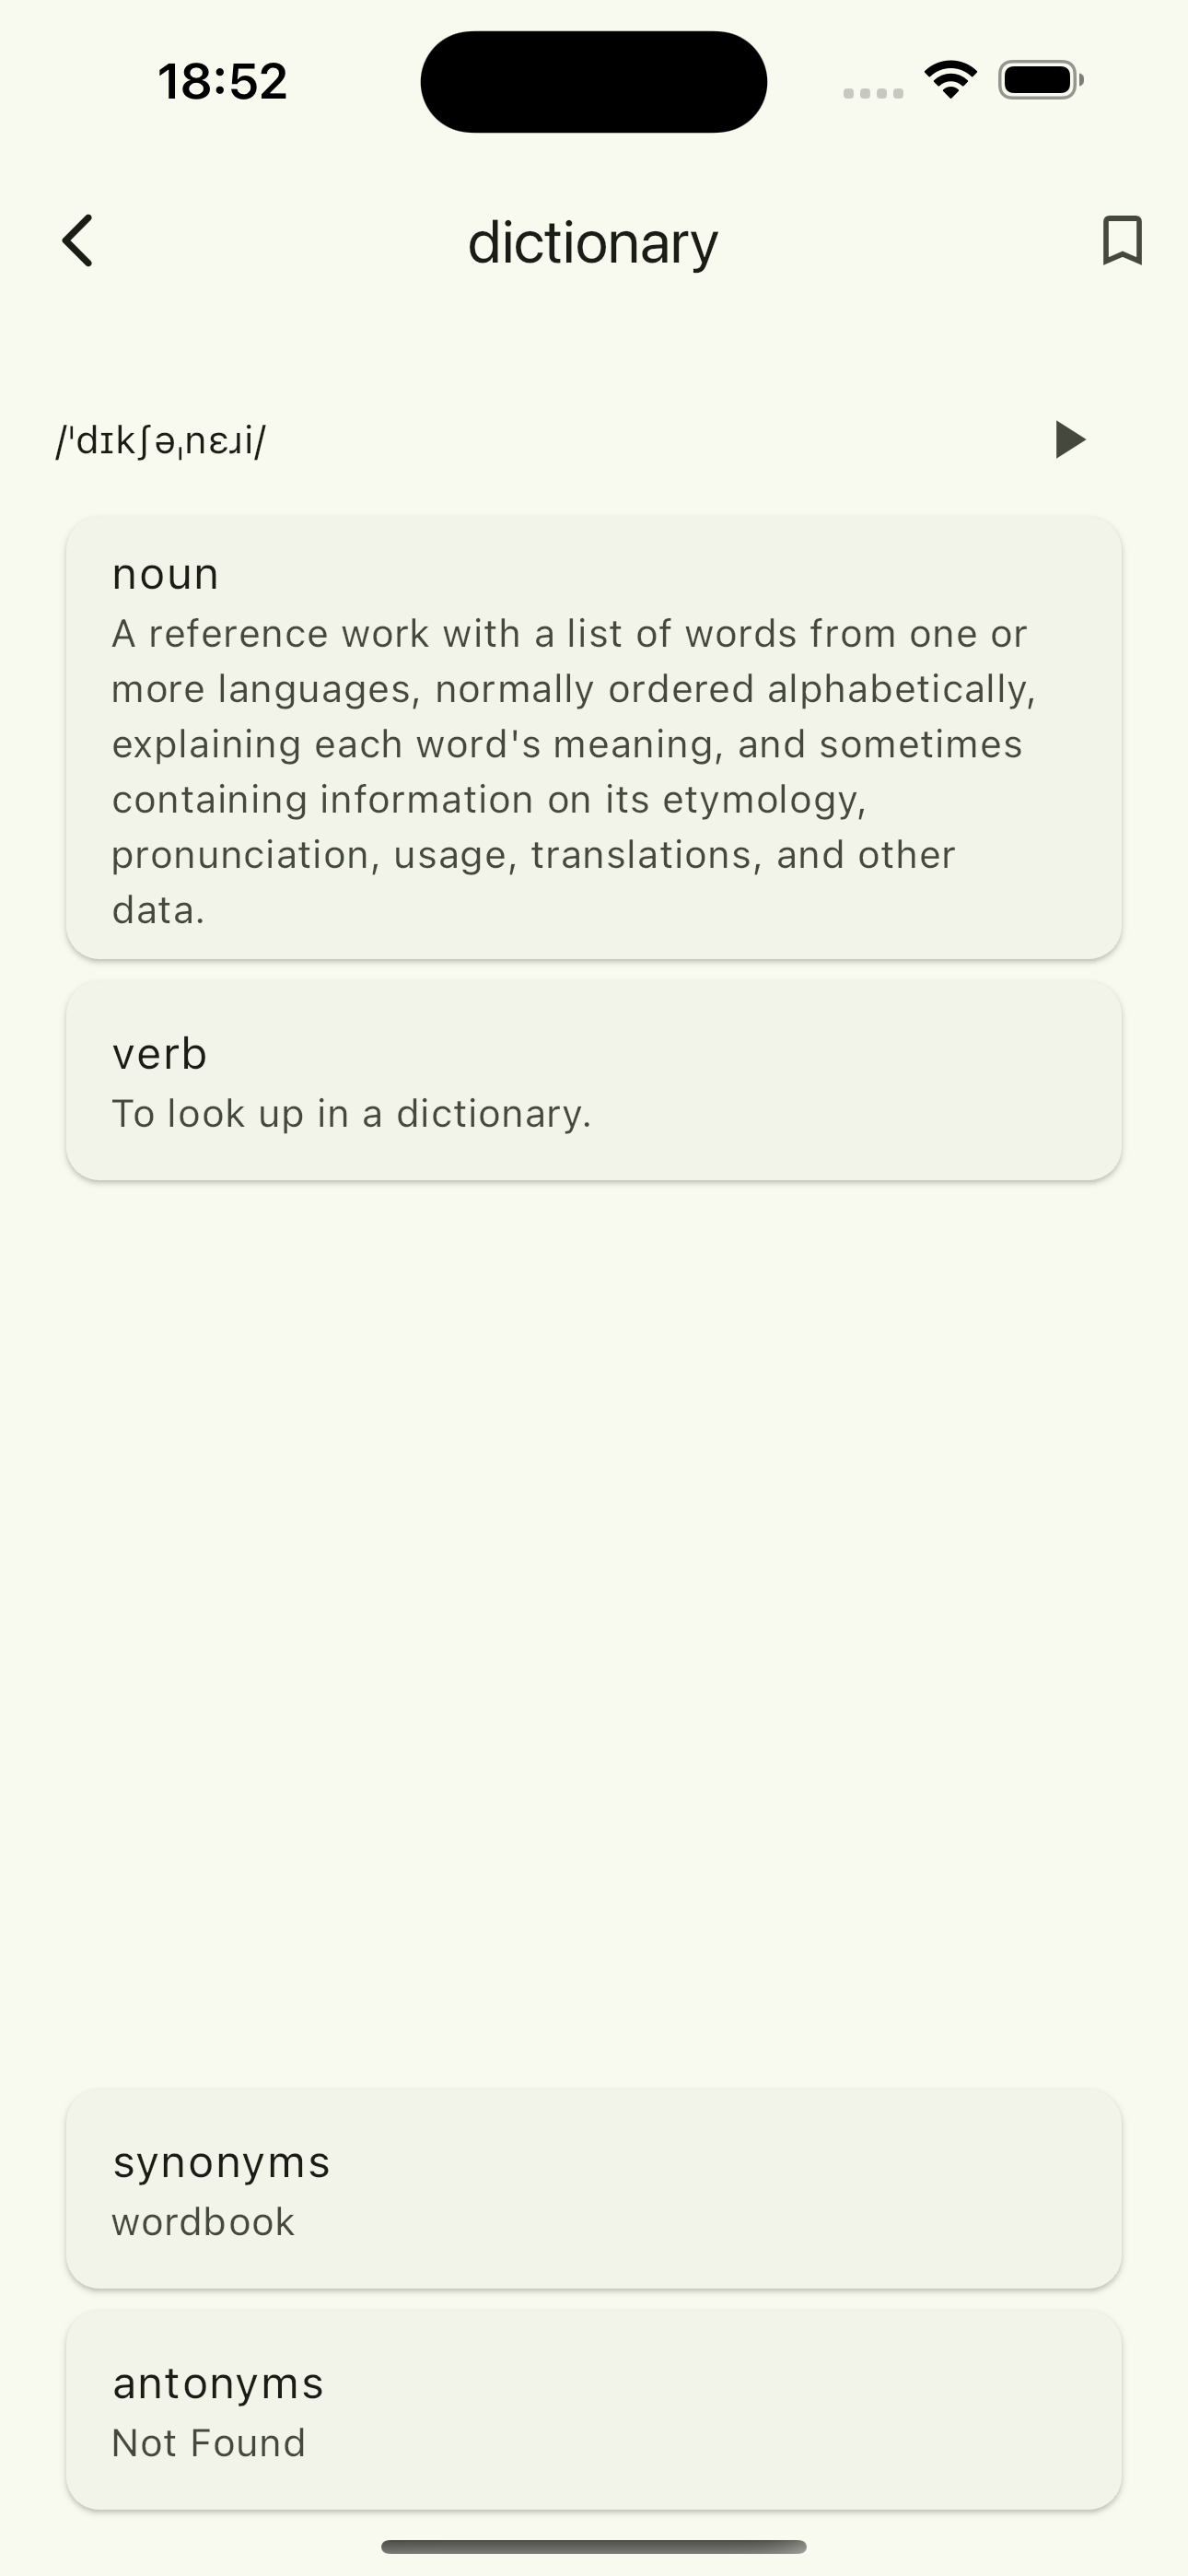 18:52
dictionary
/ˈdɪkʃəˌnɛɹi/
noun
A reference work with a list of words from one or
more languages, normally ordered alphabetically,
explaining each word's meaning, and sometimes
containing information on its etymology,
pronunciation, usage, translations, and other
data.
verb
To look up in a dictionary.
synonyms
wordbook
antonyms
Not Found